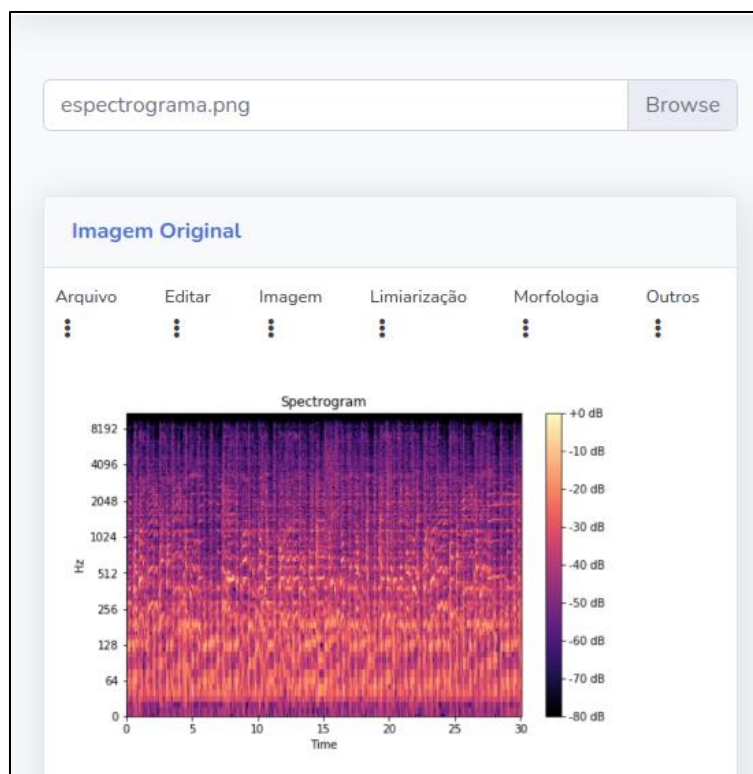 espectrograma.png Browse
Imagem Original
Arquivo Editar Imagem Limiarização Morfologia Outros
Spectrogram
+0 dB
8192
-10 dB
4096
-20 dB
2048
-30 dB
1024
-40 dB
Hz
512
-50 dB
256
-60 dB
128
-70 dB
64
0
-80 dB
0 5 10 15 20 25 30
Time